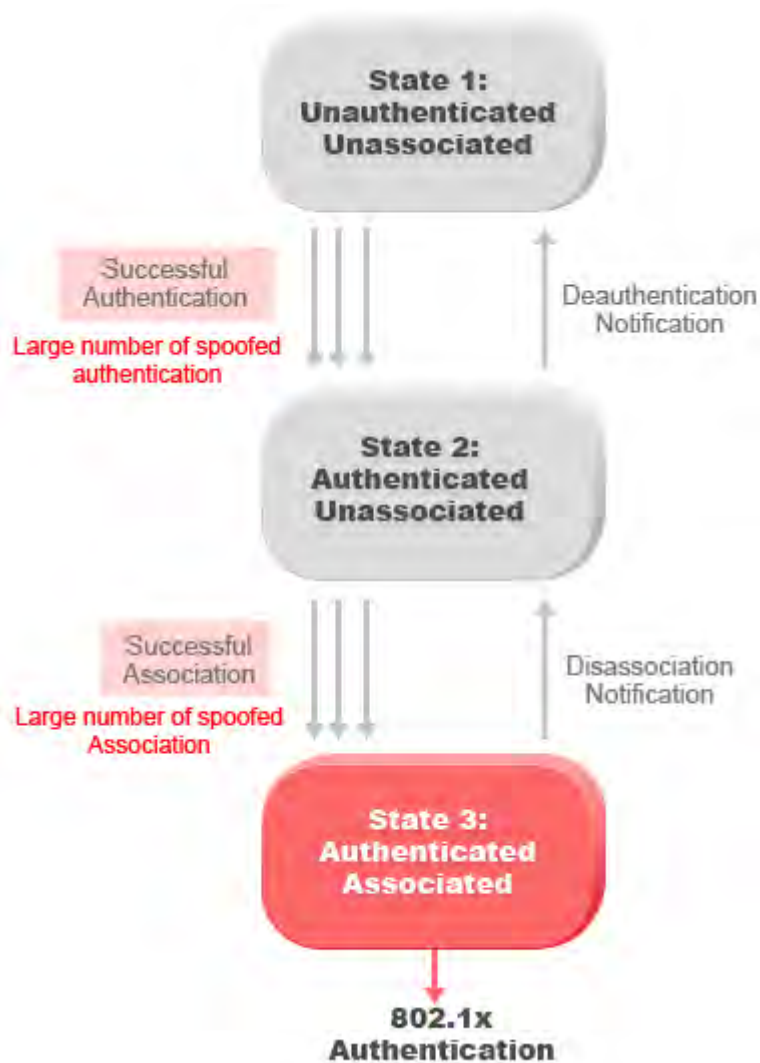 State 1:
Unauthenticated
Unassociated
Successful
Authentication
Large number of spoofed
authentication
Deauthentication
Notification
State 2:
Authenticated
Unassociated
Successful
Association
Large number of spoofed
Association
Disassociation
Notification
State 3:
Authenticated
Associated
802.1x
Authentication